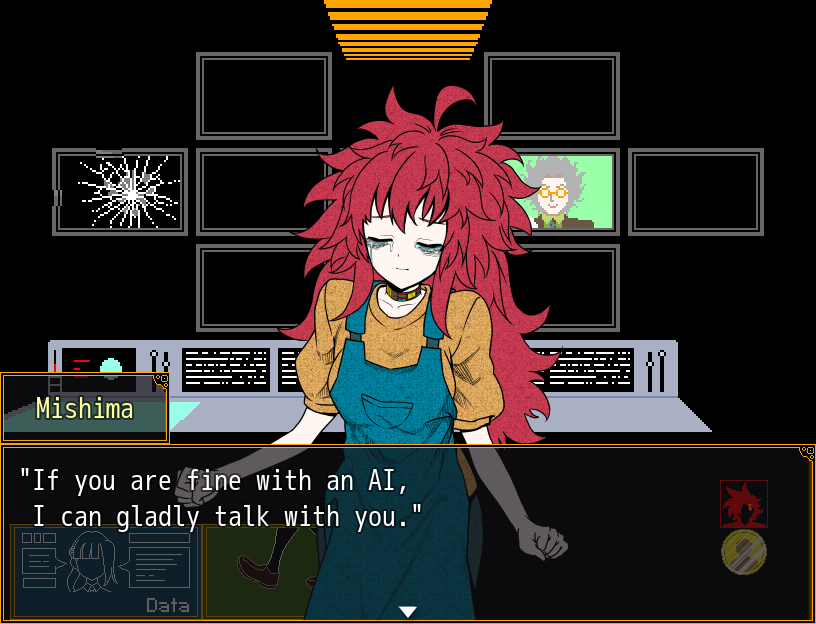 Mishima
"If you are fine with an AI,
I can gladly talk with you."
Data